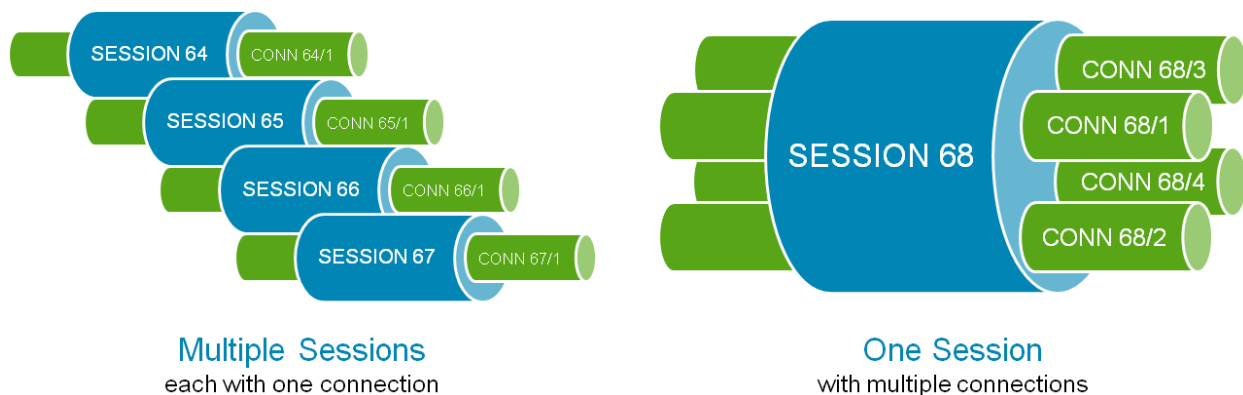 SESSION 64
CONN 64/1
SESSION 65
CONN 65/1
SESSION 66
CONN 66/1
SESSION 67
CONN 67/1
Multiple Sessions
each with one connection
CONN 68/3
CONN 68/1
SESSION 68
CONN 68/4
CONN 68/2
One Session
with multiple connections